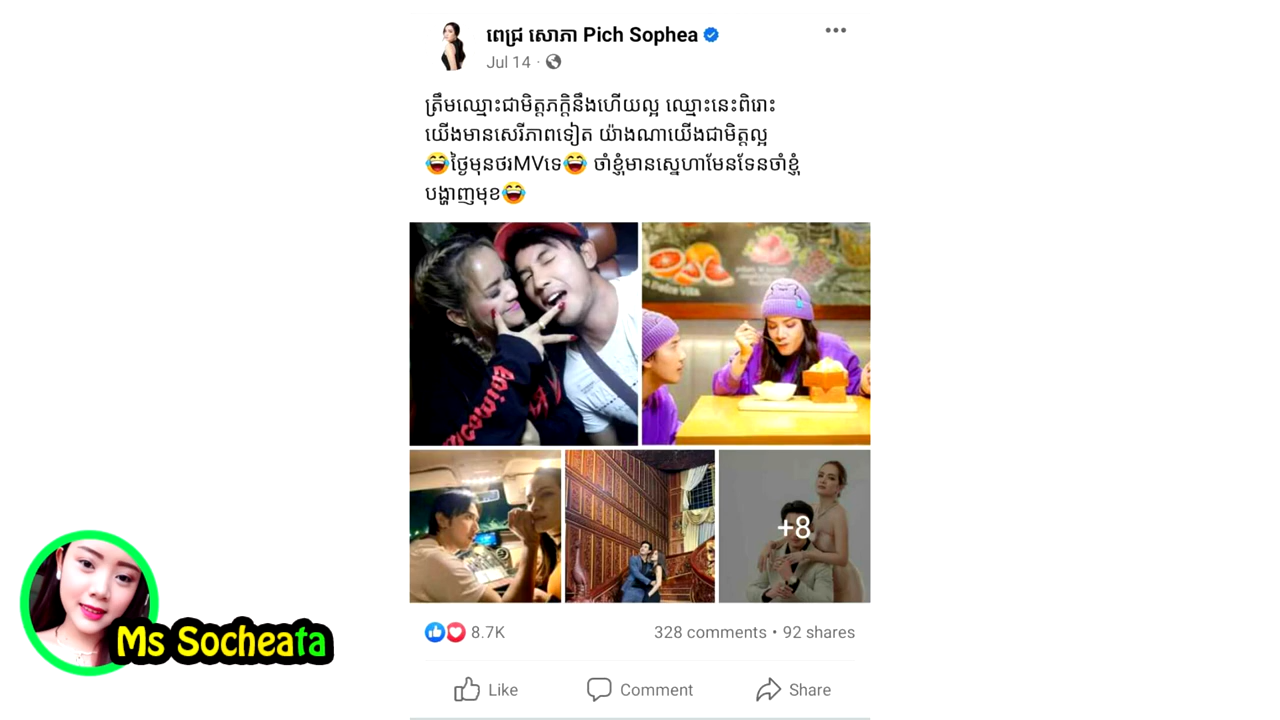 ពេជ្រ សោភា Pich Sophea
Jul 14 ·
ត្រឹមឈ្មោះជាមិត្តភក្តិនឹងហើយល្អ ឈ្មោះនេះពិរោះ
យើងមានសេរីភាពទៀត យ៉ាងណាយើងជាមិត្តល្អ
😂ថ្ងៃមុនថរMVទេ😂 ចាំខ្ញុំមានស្នេហាមែនទែនចាំខ្ញុំ
បង្ហាញមុខ😂
+8
8.7K
328 comments • 92 shares
Like Comment Share
Ms Socheata